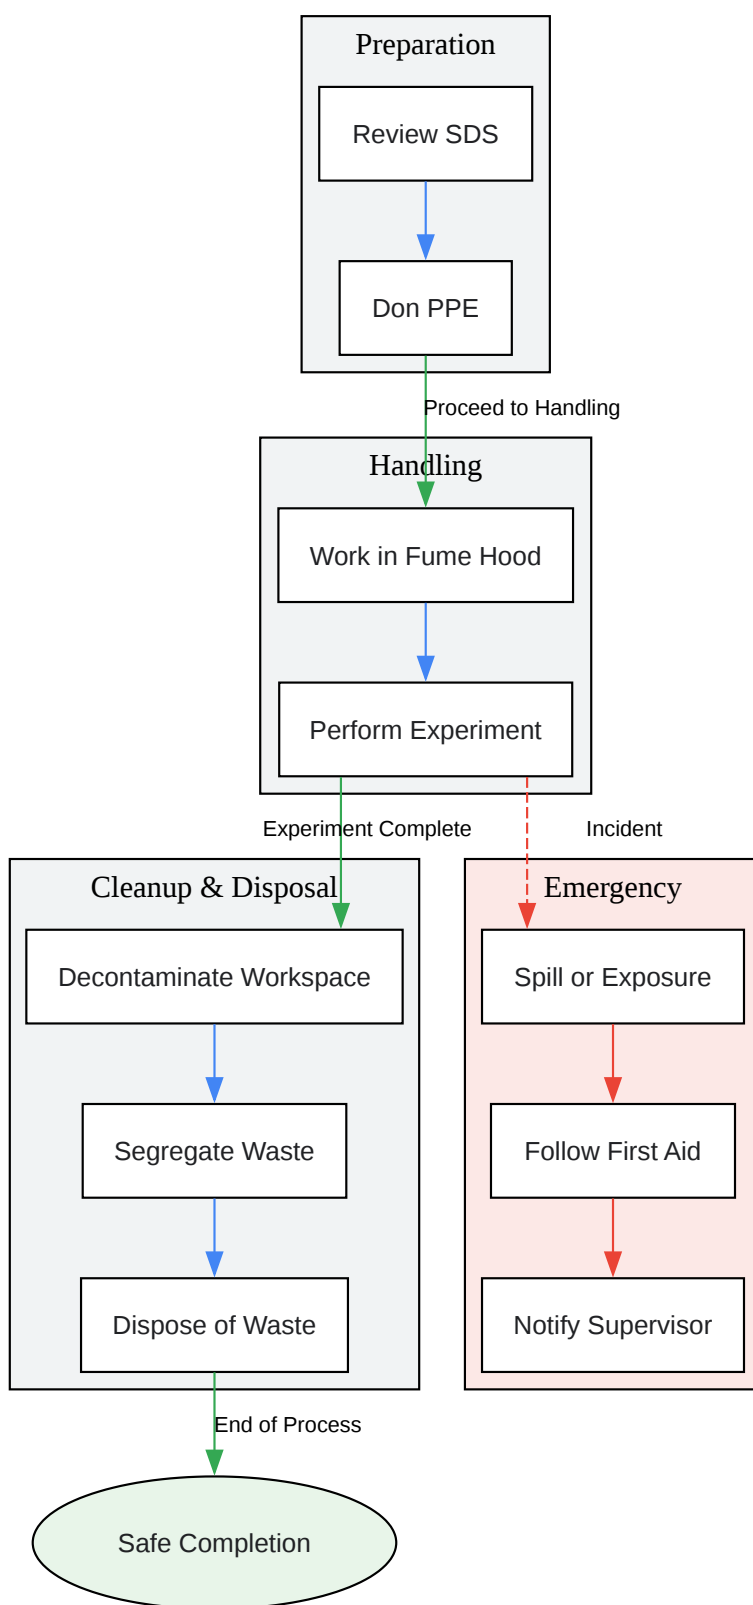 Preparation
Review SDS
Don PPE
Proceed to Handling
Handling
Work in Fume Hood
Perform Experiment
Experiment Complete
Incident
Cleanup & Disposal
Decontaminate Workspace
Segregate Waste
Dispose of Waste
Emergency
Spill or Exposure
Follow First Aid
Notify Supervisor
End of Process
Safe Completion